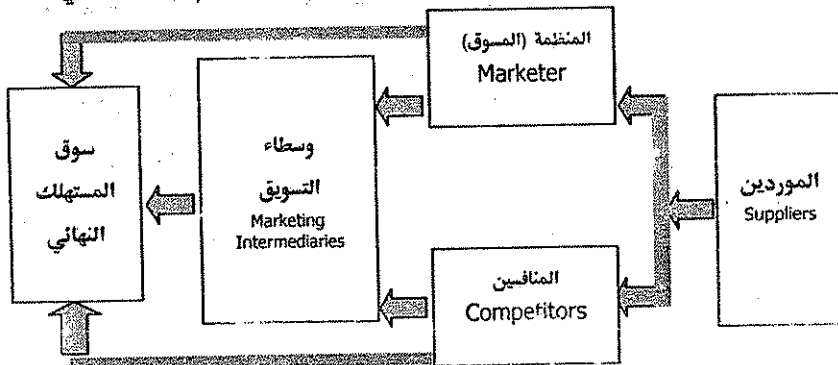 المنظمة (المسوق)
Marketer
سوق
المستهلك
النهائي
وسطاء
التسويق
Marketing
Intermediaries
الموردين
Suppliers
المنافسين
Competitors